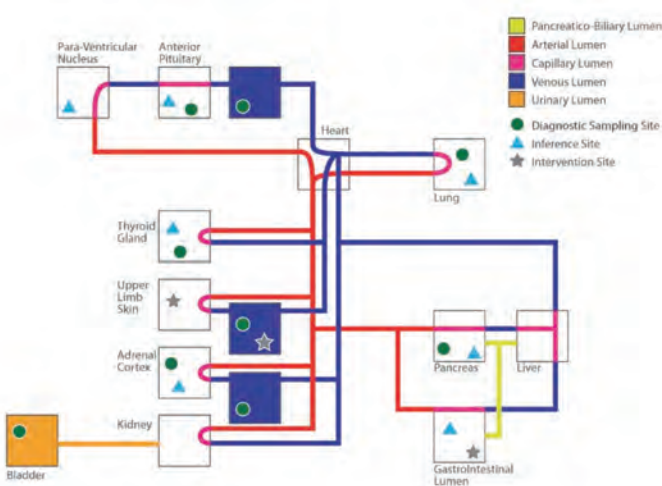 Para-Ventricular
Nucleus
Anterior
Pituitary
Heart
Lung
Thyroid
Gland
Upper
Limb
Skin
Adrenal
Cortex
Kidney
Bladder
Pancreas
Liver
GastroIntestinal
Lumen
Pancreatico-Biliary Lumen
Arterial Lumen
Capillary Lumen
Venous Lumen
Urinary Lumen
Diagnostic Sampling Site
Inference Site
Intervention Site